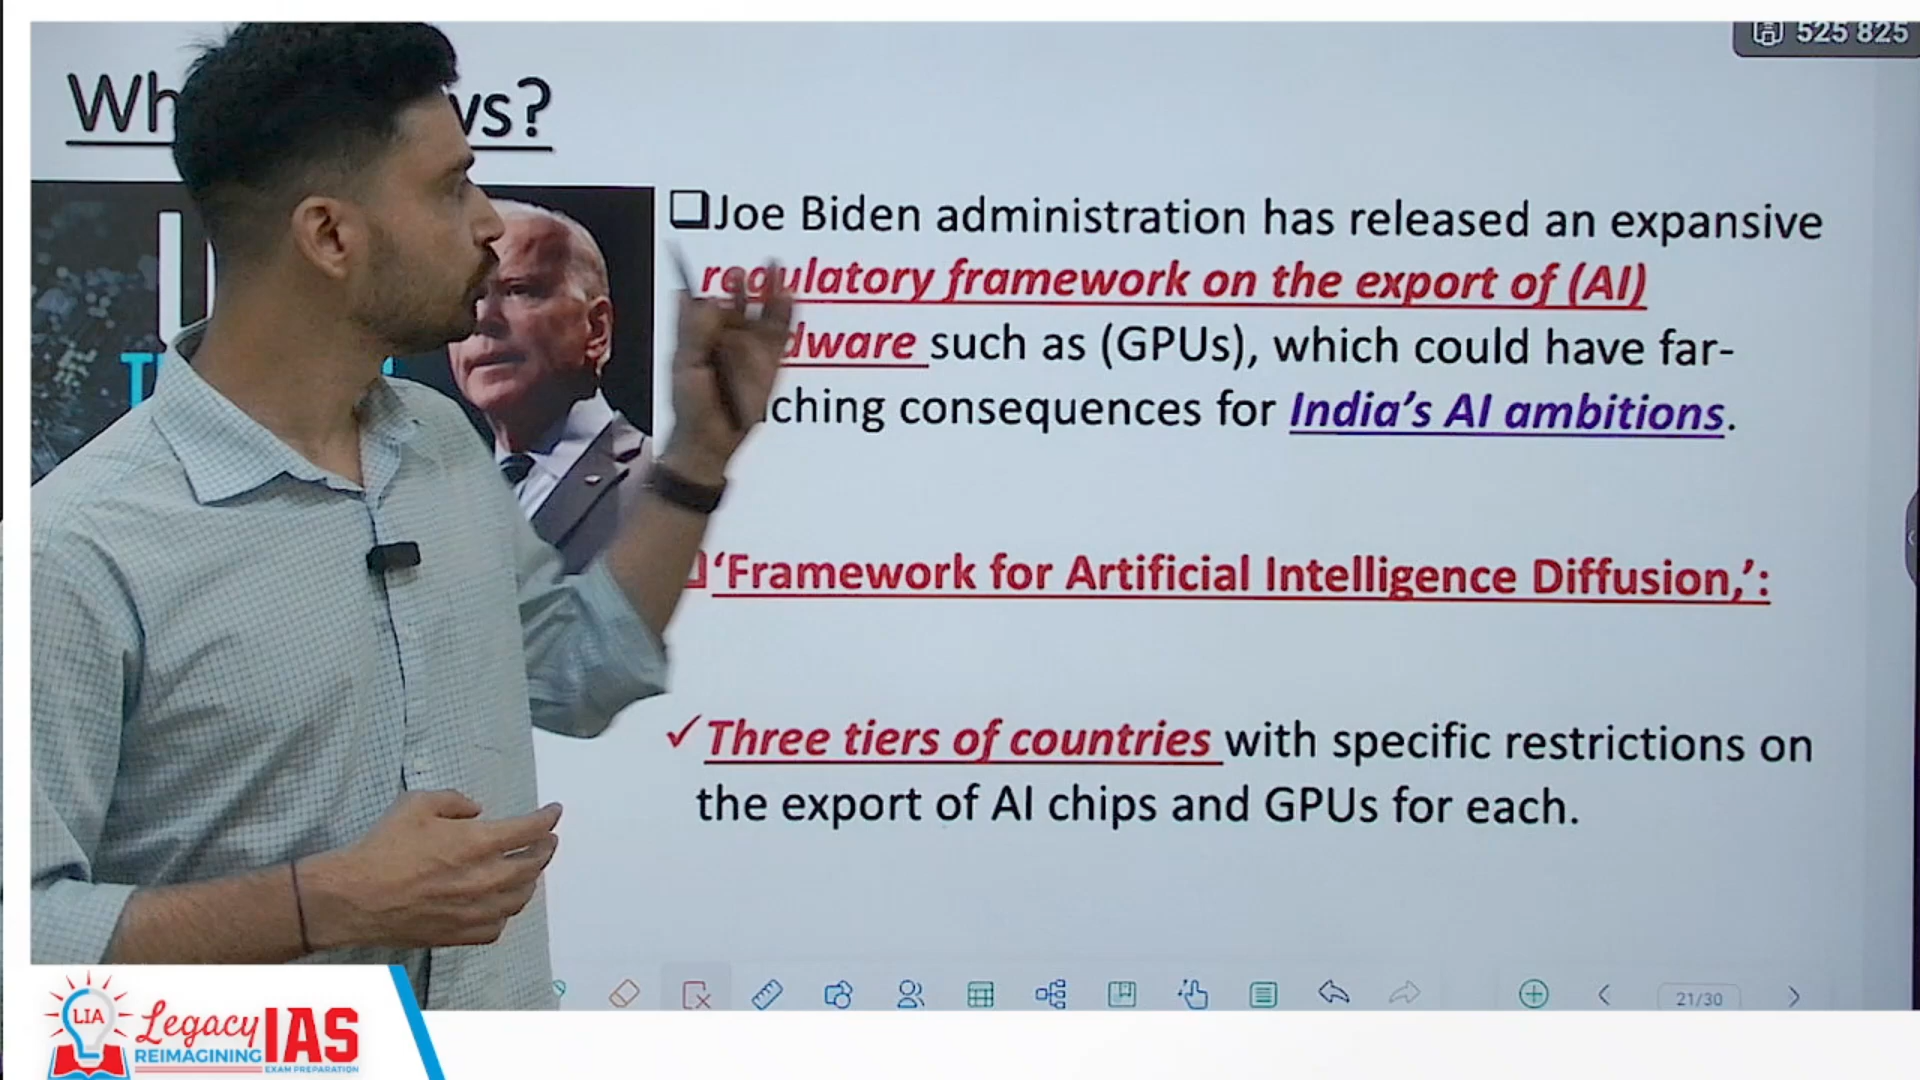 525 825
Wh ws?
❑Joe Biden administration has released an expansive
regulatory framework on the export of (AI)
dware such as (GPUs), which could have far-
ching consequences for India's AI ambitions.
'Framework for Artificial Intelligence Diffusion,':
✓Three tiers of countries with specific restrictions on
the export of AI chips and GPUs for each.
21/30
LIA
Legacy IAS
REIMAGINING
EXAM PREPARATION